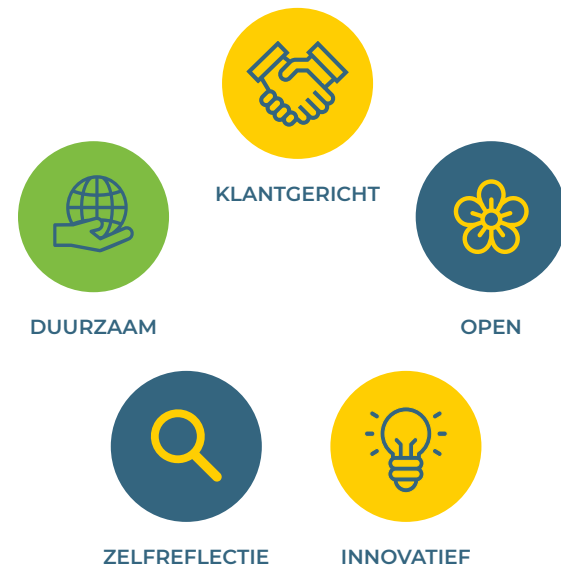 KLANTGERICHT
DUURZAAM
OPEN
ZELFREFLECTIE
INNOVATIEF